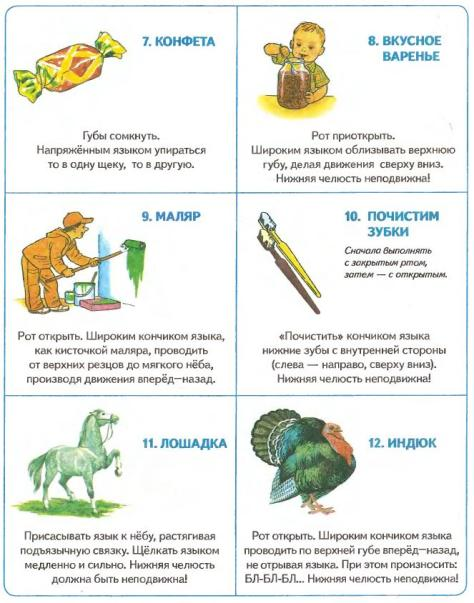 7. КОНФЕТА
Губы сомкнуть.
Напряжённым языком упираться
то в одну щеку, то в другую.
8. ВКУСНОЕ
ВАРЕНЬЕ
Рот приоткрыть.
Широким языком облизывать верхнюю
губу, делая движения сверху вниз.
Нижняя челюсть неподвижна!
9. МАЛЯР
Рот открыть. Широким кончиком языка,
как кисточкой маляра, проводить
от верхних резцов до мягкого нёба,
производя движения вперёд–назад.
10. ПОЧИСТИМ
ЗУБКИ
Сначала выполнять
с закрытым ртом,
затем — с открытым.
«Почистить» кончиком языка
нижние зубы с внутренней стороны
(слева — направо, сверху вниз).
Нижняя челюсть неподвижна!
11. ЛОШАДКА
Присасывать язык к нёбу, растягивая
подъязычную связку. Щёлкать языком
медленно и сильно. Нижняя челюсть
должна быть неподвижна!
12. ИНДЮК
Рот открыть. Широким кончиком языка
проводить по верхней губе вперёд–назад,
не отрывая языка. При этом произносить:
БЛ-БЛ-БЛ... Нижняя челюсть неподвижна!